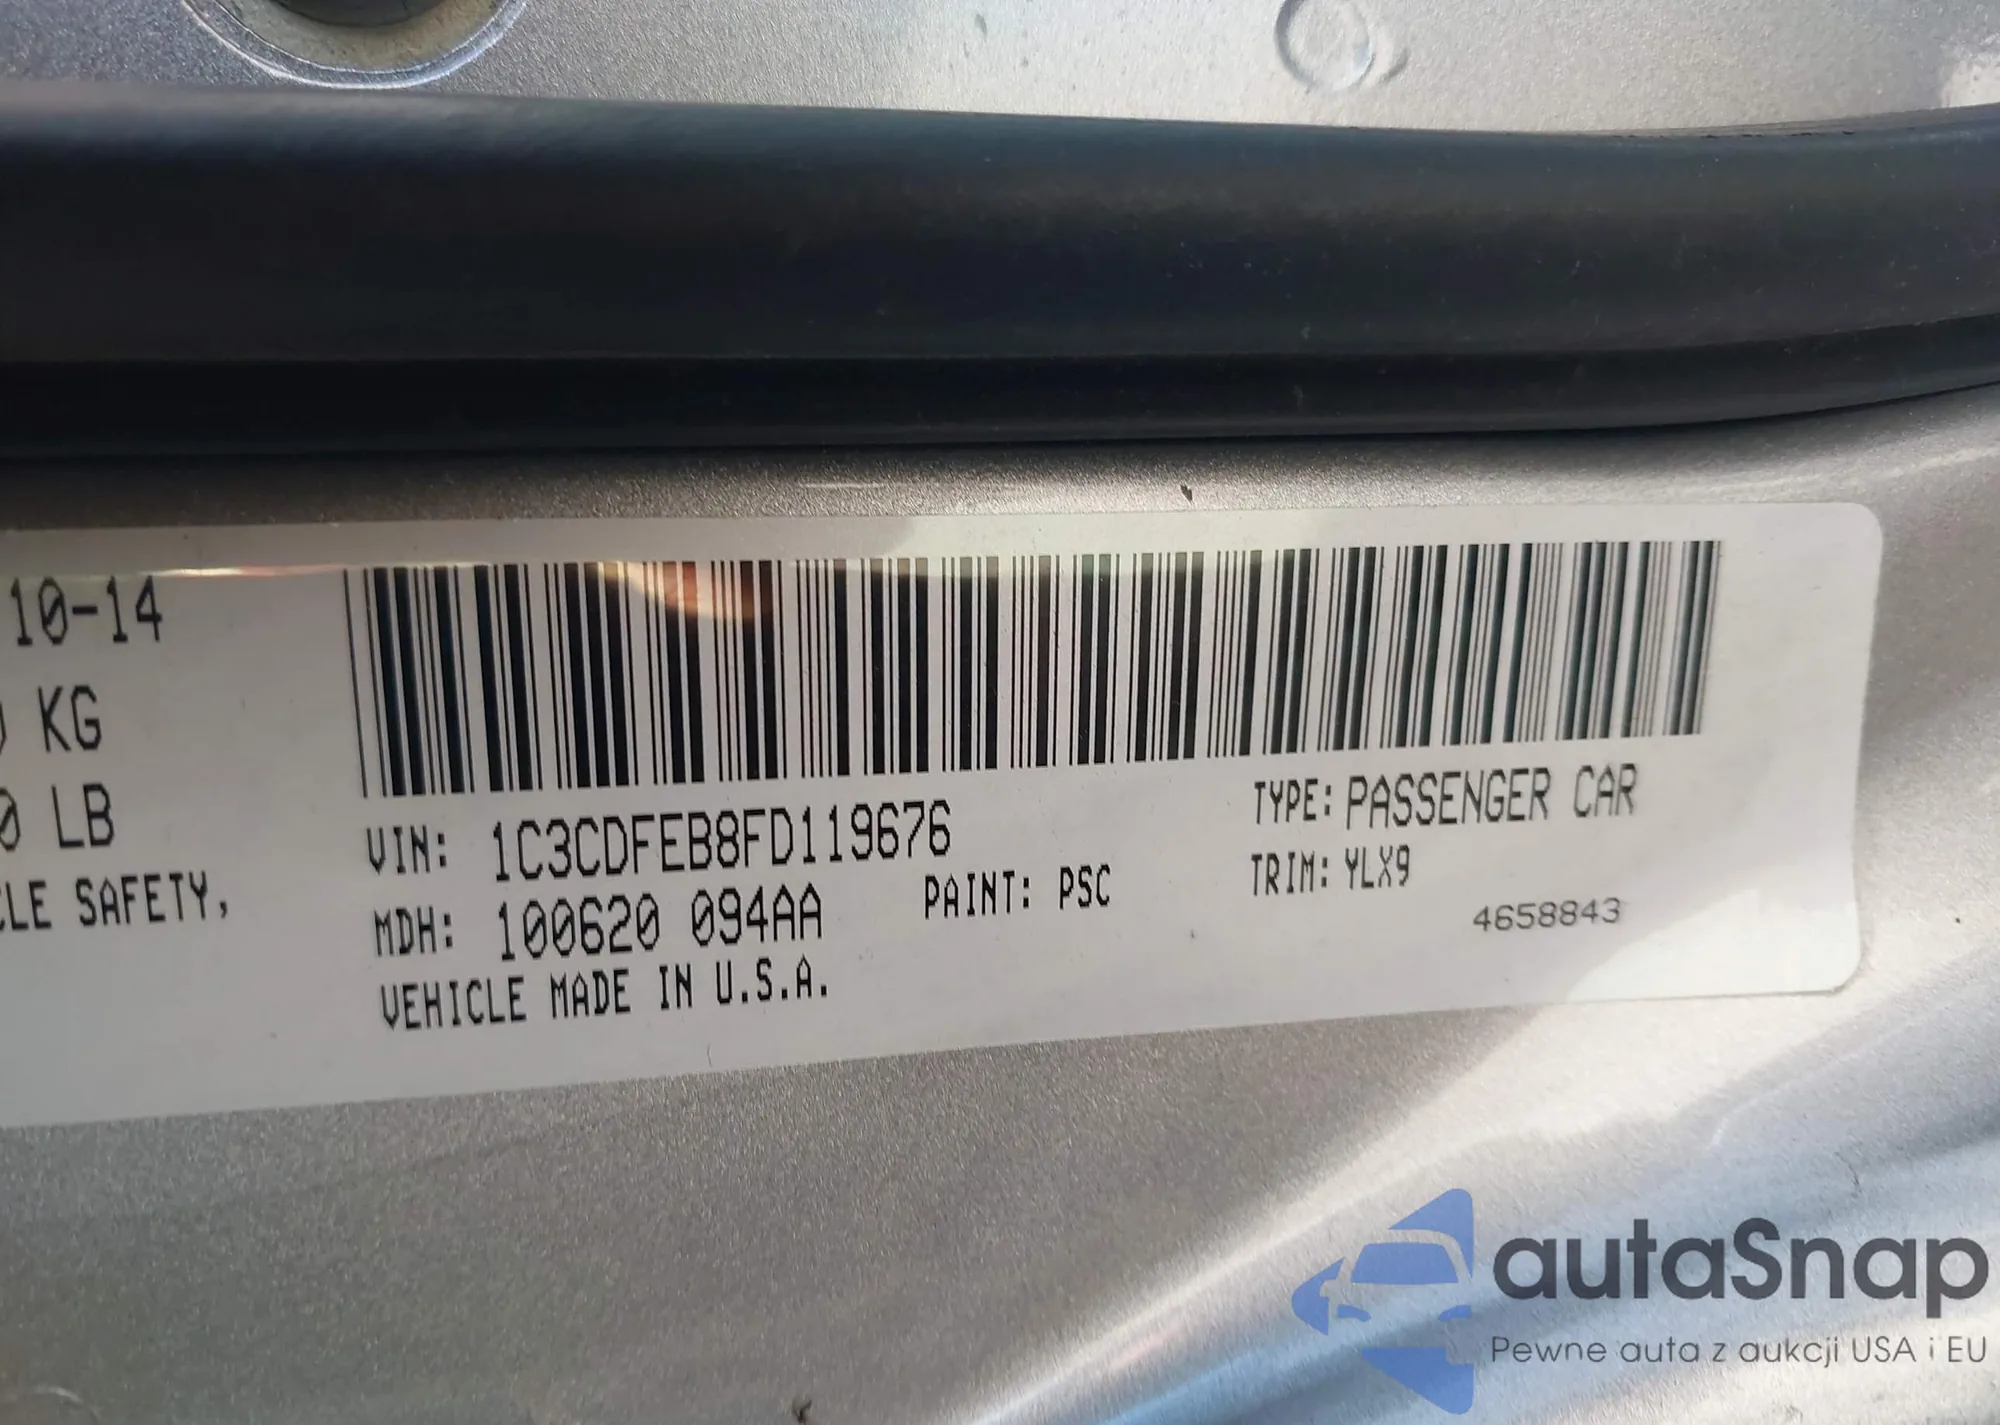 10-14
KG
LB
CLE SAFETY,
VIN: 1C3CDFEB8FD119676
MDH: 100620 094AA
VEHICLE MADE IN U.S.A.
PAINT: PSC
TYPE: PASSENGER CAR
TRIM: YLX9
4658843
autaSnap
Pewne auta z aukcji USA i EU